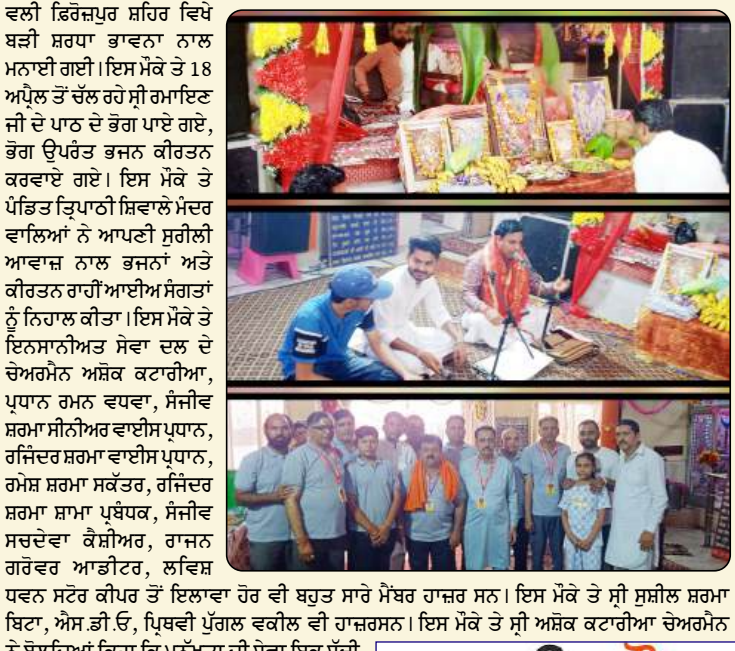 ਵਲੀ ਫ਼ਿਰੋਜ਼ਪੁਰ ਸ਼ਹਿਰ ਵਿਖੇ
ਬੜੀ ਸ਼ਰਧਾ ਭਾਵਨਾ ਨਾਲ
ਮਨਾਈ ਗਈ।ਇਸ ਮੌਕੇ ਤੇ 18
ਅਪ੍ਰੈਲ ਤੋਂ ਚੱਲ ਰਹੇ ਸ੍ਰੀ ਰਮਾਇਣ
ਜੀ ਦੇ ਪਾਠ ਦੇ ਭੋਗ ਪਾਏ ਗਏ,
ਭੋਗ ਉਪਰੰਤ ਭਜਨ ਕੀਰਤਨ
ਕਰਵਾਏ ਗਏ। ਇਸ ਮੌਕੇ ਤੇ
ਪੰਡਿਤ ਤ੍ਰਿਪਾਠੀ ਸ਼ਿਵਾਲੇ ਮੰਦਰ
ਵਾਲਿਆਂ ਨੇ ਆਪਣੀ ਸੁਰੀਲੀ
ਆਵਾਜ਼ ਨਾਲ ਭਜਨਾਂ ਅਤੇ
ਕੀਰਤਨ ਰਾਹੀਂ ਆਈਅ ਸੰਗਤਾਂ
ਨੂੰ ਨਿਹਾਲ ਕੀਤਾ।ਇਸ ਮੌਕੇ ਤੇ
ਇਨਸਾਨੀਅਤ ਸੇਵਾ ਦਲ ਦੇ
ਚੇਅਰਮੈਨ ਅਸ਼ੋਕ ਕਟਾਰੀਆ,
ਪ੍ਰਧਾਨ ਰਮਨ ਵਧਵਾ, ਸੰਜੀਵ
ਸ਼ਰਮਾ ਸੀਨੀਅਰ ਵਾਈਸ ਪ੍ਰਧਾਨ,
ਰਜਿੰਦਰ ਸ਼ਰਮਾ ਵਾਈਸ ਪ੍ਰਧਾਨ,
ਰਮੇਸ਼ ਸ਼ਰਮਾ ਸਕੱਤਰ, ਰਜਿੰਦਰ
ਸ਼ਰਮਾ ਸ਼ਾਮਾ ਪ੍ਰਬੰਧਕ, ਸੰਜੀਵ
ਸਚਦੇਵਾ ਕੈਸ਼ੀਅਰ, ਰਾਜਨ
ਗਰੋਵਰ ਆਡੀਟਰ, ਲਵਿਸ਼
ਧਵਨ ਸਟੋਰ ਕੀਪਰ ਤੋਂ ਇਲਾਵਾ ਹੋਰ ਵੀ ਬਹੁਤ ਸਾਰੇ ਮੈਂਬਰ ਹਾਜ਼ਰ ਸਨ। ਇਸ ਮੌਕੇ ਤੇ ਸ੍ਰੀ ਸੁਸ਼ੀਲ ਸ਼ਰਮਾ
ਬਿਟਾ, ਐਸ.ਡੀ.ਓ, ਪ੍ਰਿਥਵੀ ਪੁੱਗਲ ਵਕੀਲ ਵੀ ਹਾਜ਼ਰਸਨ। ਇਸ ਮੌਕੇ ਤੇ ਸ੍ਰੀ ਅਸ਼ੋਕ ਕਟਾਰੀਆ ਚੇਅਰਮੈਨ